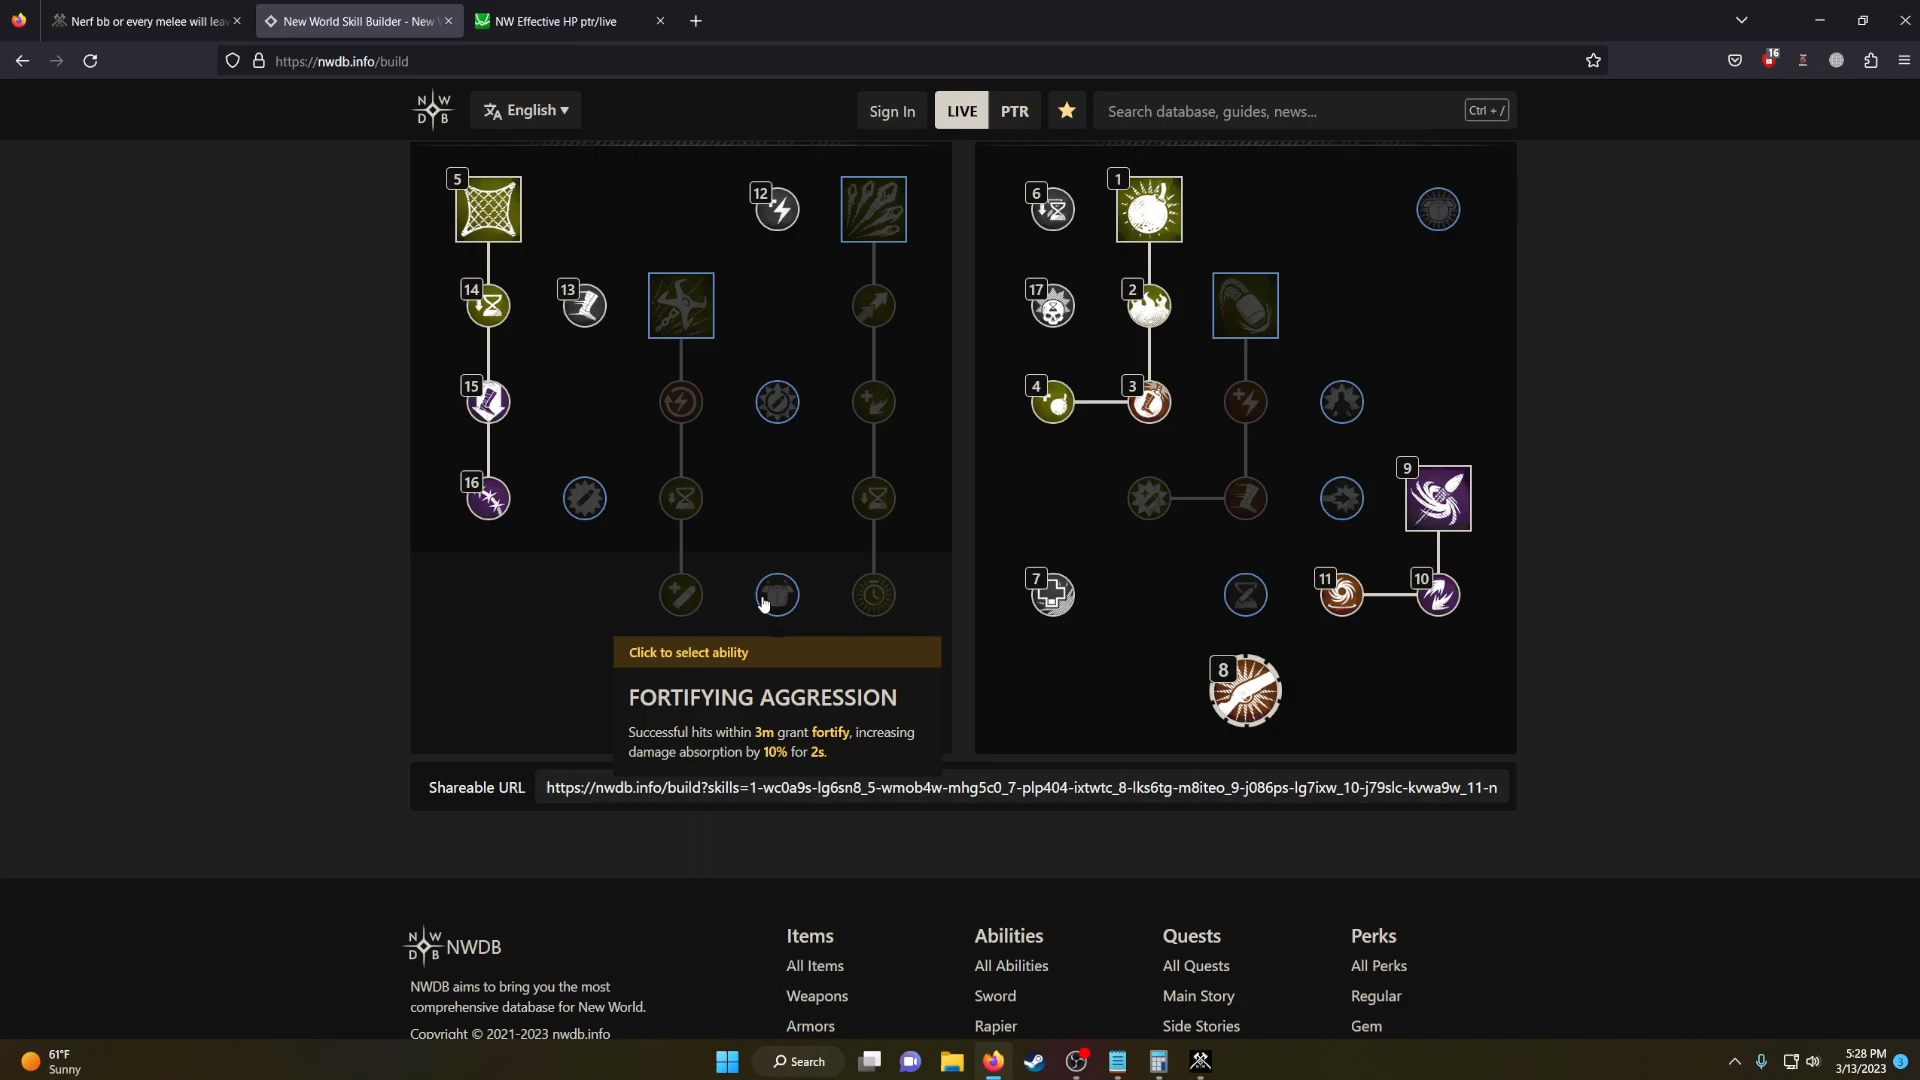 Nerf bb or every melee will lea
New World Skill Builder - New
NW Effective HP ptr/live
16
https://nwdb.info/build
N W
D B
English
Sign In
LIVE
PTR
Search database, guides, news...
Ctrl + /
5
12
6
1
14
13
17
2
15
4
3
16
9
7
11
10
8
Click to select ability
FORTIFYING AGGRESSION
Successful hits within 3m grant fortify, increasing
damage absorption by 10% for 2s.
Shareable URL
https://nwdb.info/build?skills=1-wc0a9s-lg6sn8_5-wmob4w-mhg5c0_7-plp404-ixtwtc_8-lks6tg-m8iteo_9-j086ps-lg7ixw_10-j79slc-kvwa9w_11-n
N W
D B
NWDB
NWDB aims to bring you the most
comprehensive database for New World.
Copyright © 2021-2023 nwdb.info
Items
All Items
Weapons
Armors
Abilities
All Abilities
Sword
Rapier
Quests
All Quests
Main Story
Side Stories
Perks
All Perks
Regular
Gem
61°F
Sunny
Search
5:28 PM
3/13/2023
3